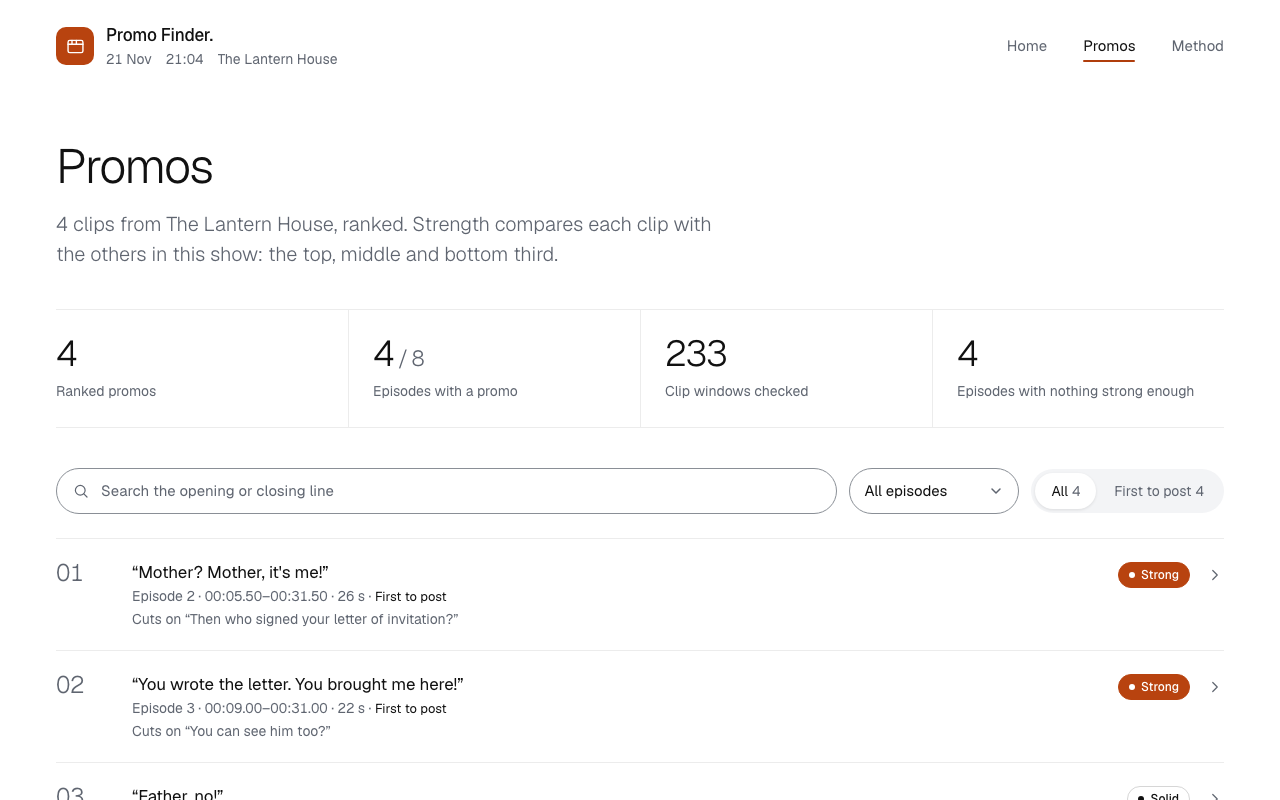 Promo Finder.
21 Nov 21:04 The Lantern House
Home Promos Method
Promos
4 clips from The Lantern House, ranked. Strength compares each clip with
the others in this show: the top, middle and bottom third.
4
Ranked promos
4 / 8
Episodes with a promo
233
Clip windows checked
4
Episodes with nothing strong enough
Search the opening or closing line
All episodes
All 4
First to post 4
01
“Mother? Mother, it's me!”
Episode 2 · 00:05.50–00:31.50 · 26 s · First to post
Cuts on “Then who signed your letter of invitation?”
Strong
02
“You wrote the letter. You brought me here!”
Episode 3 · 00:09.00–00:31.00 · 22 s · First to post
Cuts on “You can see him too?”
Strong
03
“Father, no!”
Solid